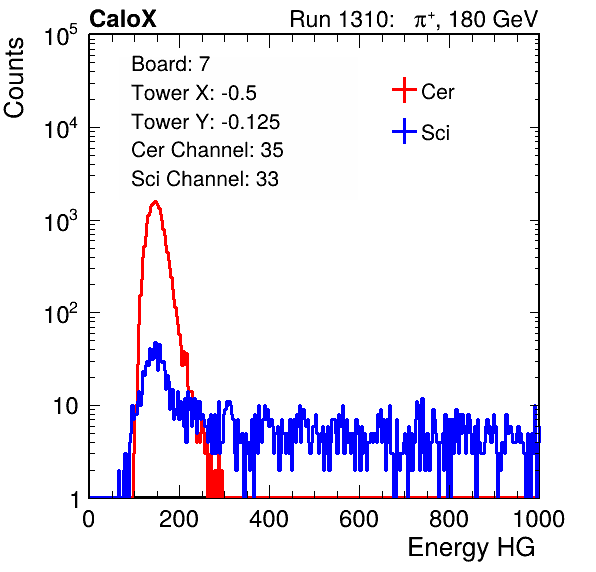 CaloX Run 1310: π⁺, 180 GeV
Board: 7
Tower X: -0.5
Tower Y: -0.125
Cer Channel: 35
Sci Channel: 33
Cer
Sci
Counts
10⁵
10⁴
10³
10²
10
1
0 200 400 600 800 1000
Energy HG